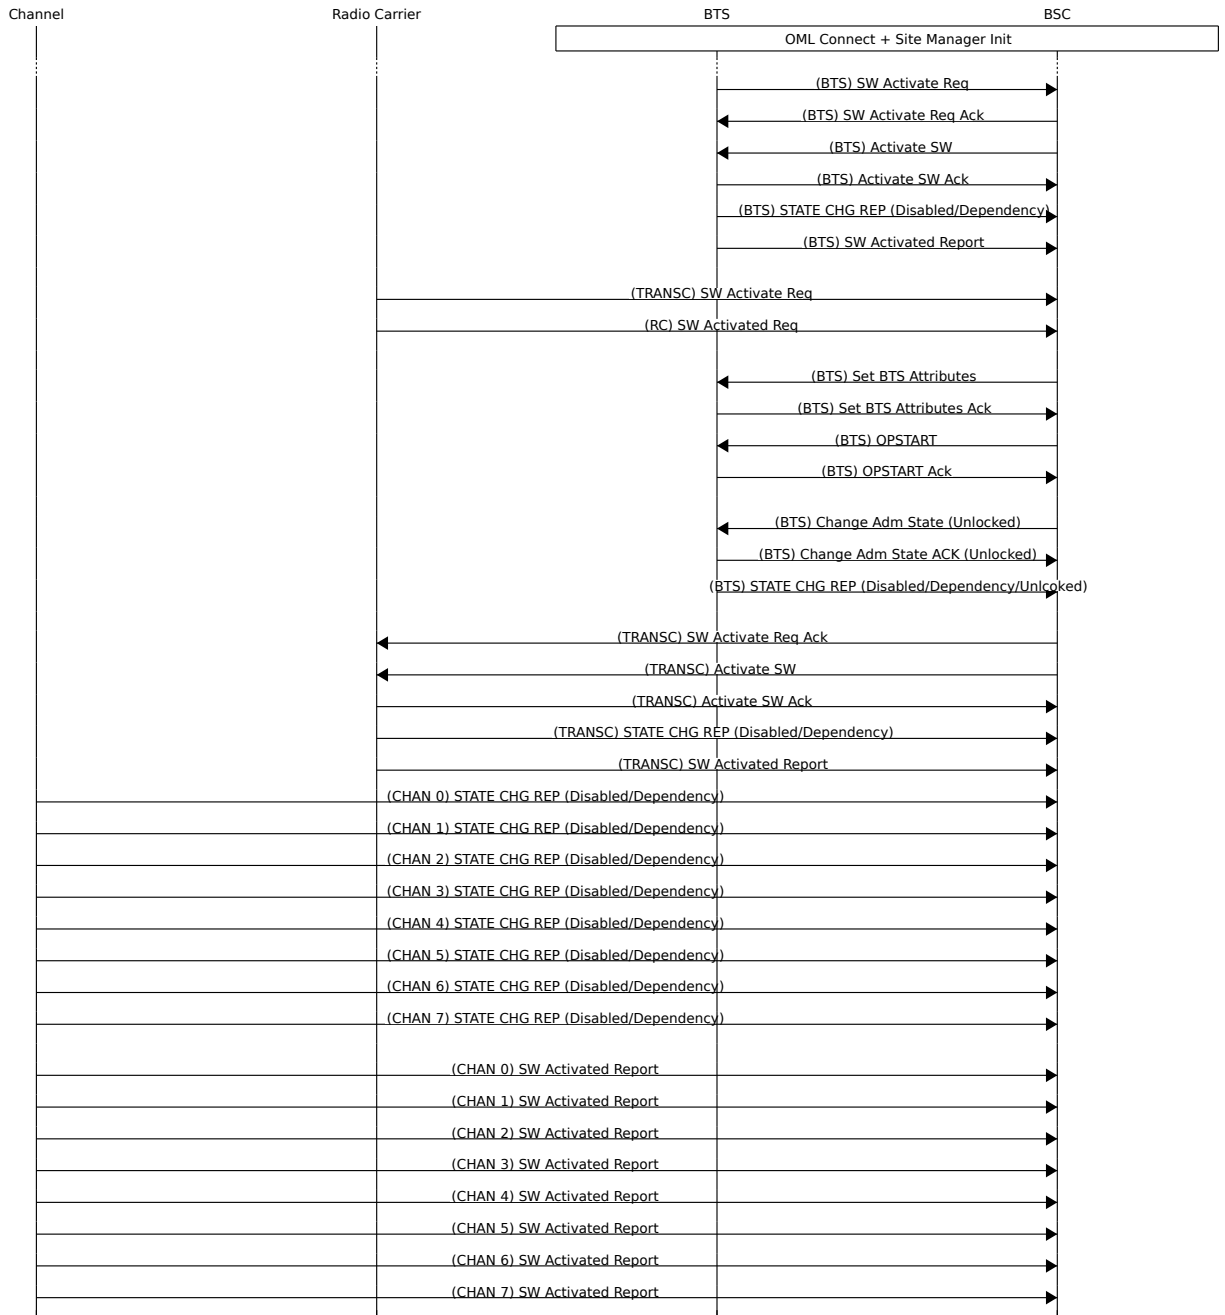 Channel Radio Carrier BTS BSC
OML Connect + Site Manager Init
(BTS) SW Activate Req
(BTS) SW Activate Req Ack
(BTS) Activate SW
(BTS) Activate SW Ack
(BTS) STATE CHG REP (Disabled/Dependency)
(BTS) SW Activated Report
(TRANSC) SW Activate Req
(RC) SW Activated Req
(BTS) Set BTS Attributes
(BTS) Set BTS Attributes Ack
(BTS) OPSTART
(BTS) OPSTART Ack
(BTS) Change Adm State (Unlocked)
(BTS) Change Adm State ACK (Unlocked)
(BTS) STATE CHG REP (Disabled/Dependency/Unlcoked)
(TRANSC) SW Activate Req Ack
(TRANSC) Activate SW
(TRANSC) Activate SW Ack
(TRANSC) STATE CHG REP (Disabled/Dependency)
(TRANSC) SW Activated Report
(CHAN 0) STATE CHG REP (Disabled/Dependency)
(CHAN 1) STATE CHG REP (Disabled/Dependency)
(CHAN 2) STATE CHG REP (Disabled/Dependency)
(CHAN 3) STATE CHG REP (Disabled/Dependency)
(CHAN 4) STATE CHG REP (Disabled/Dependency)
(CHAN 5) STATE CHG REP (Disabled/Dependency)
(CHAN 6) STATE CHG REP (Disabled/Dependency)
(CHAN 7) STATE CHG REP (Disabled/Dependency)
(CHAN 0) SW Activated Report
(CHAN 1) SW Activated Report
(CHAN 2) SW Activated Report
(CHAN 3) SW Activated Report
(CHAN 4) SW Activated Report
(CHAN 5) SW Activated Report
(CHAN 6) SW Activated Report
(CHAN 7) SW Activated Report